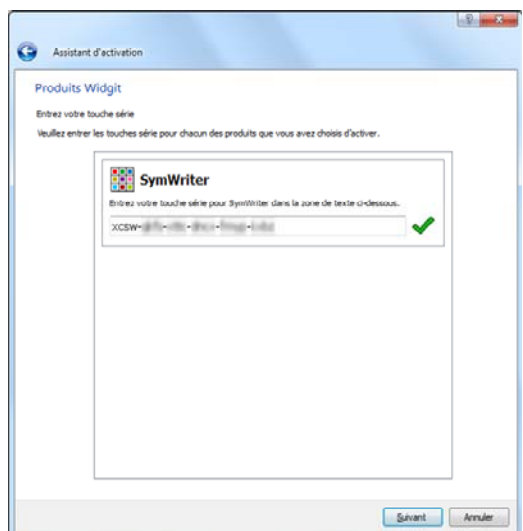 Assistant d'activation
Produits Widgit
Entrez votre touche série
Veuillez entrer les touches série pour chacun des produits que vous avez choisis d'activer.
SymWriter
Entrez votre touche série pour SymWriter dans la zone de texte ci-dessous.
xcsw-
Suivant
Annuler